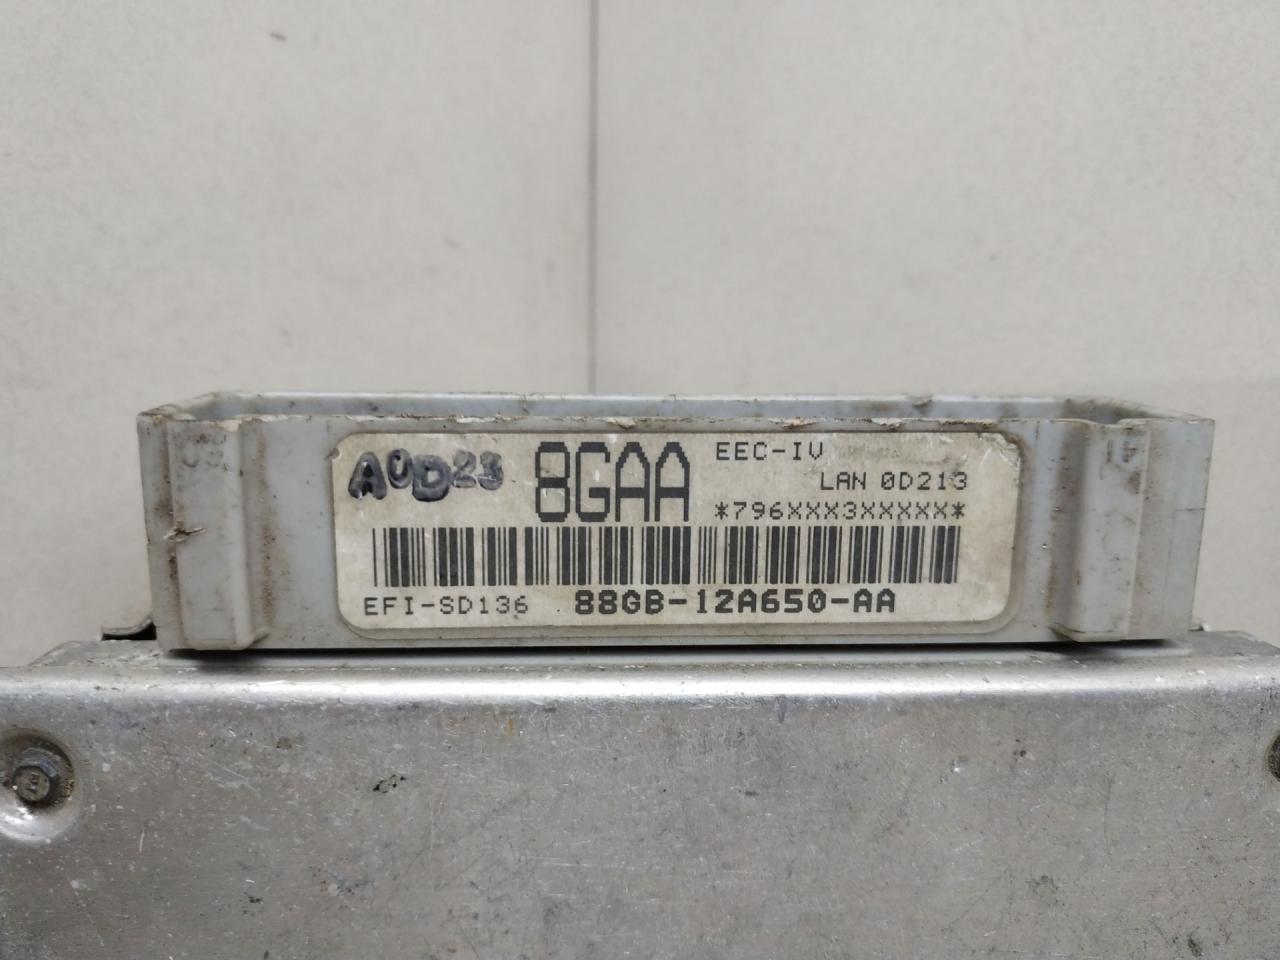 A0D23
8GAA
EEC-IV
LAN 0D213
*796XXX3XXXXX*
EFI-SD136 88GB-12A650-AA